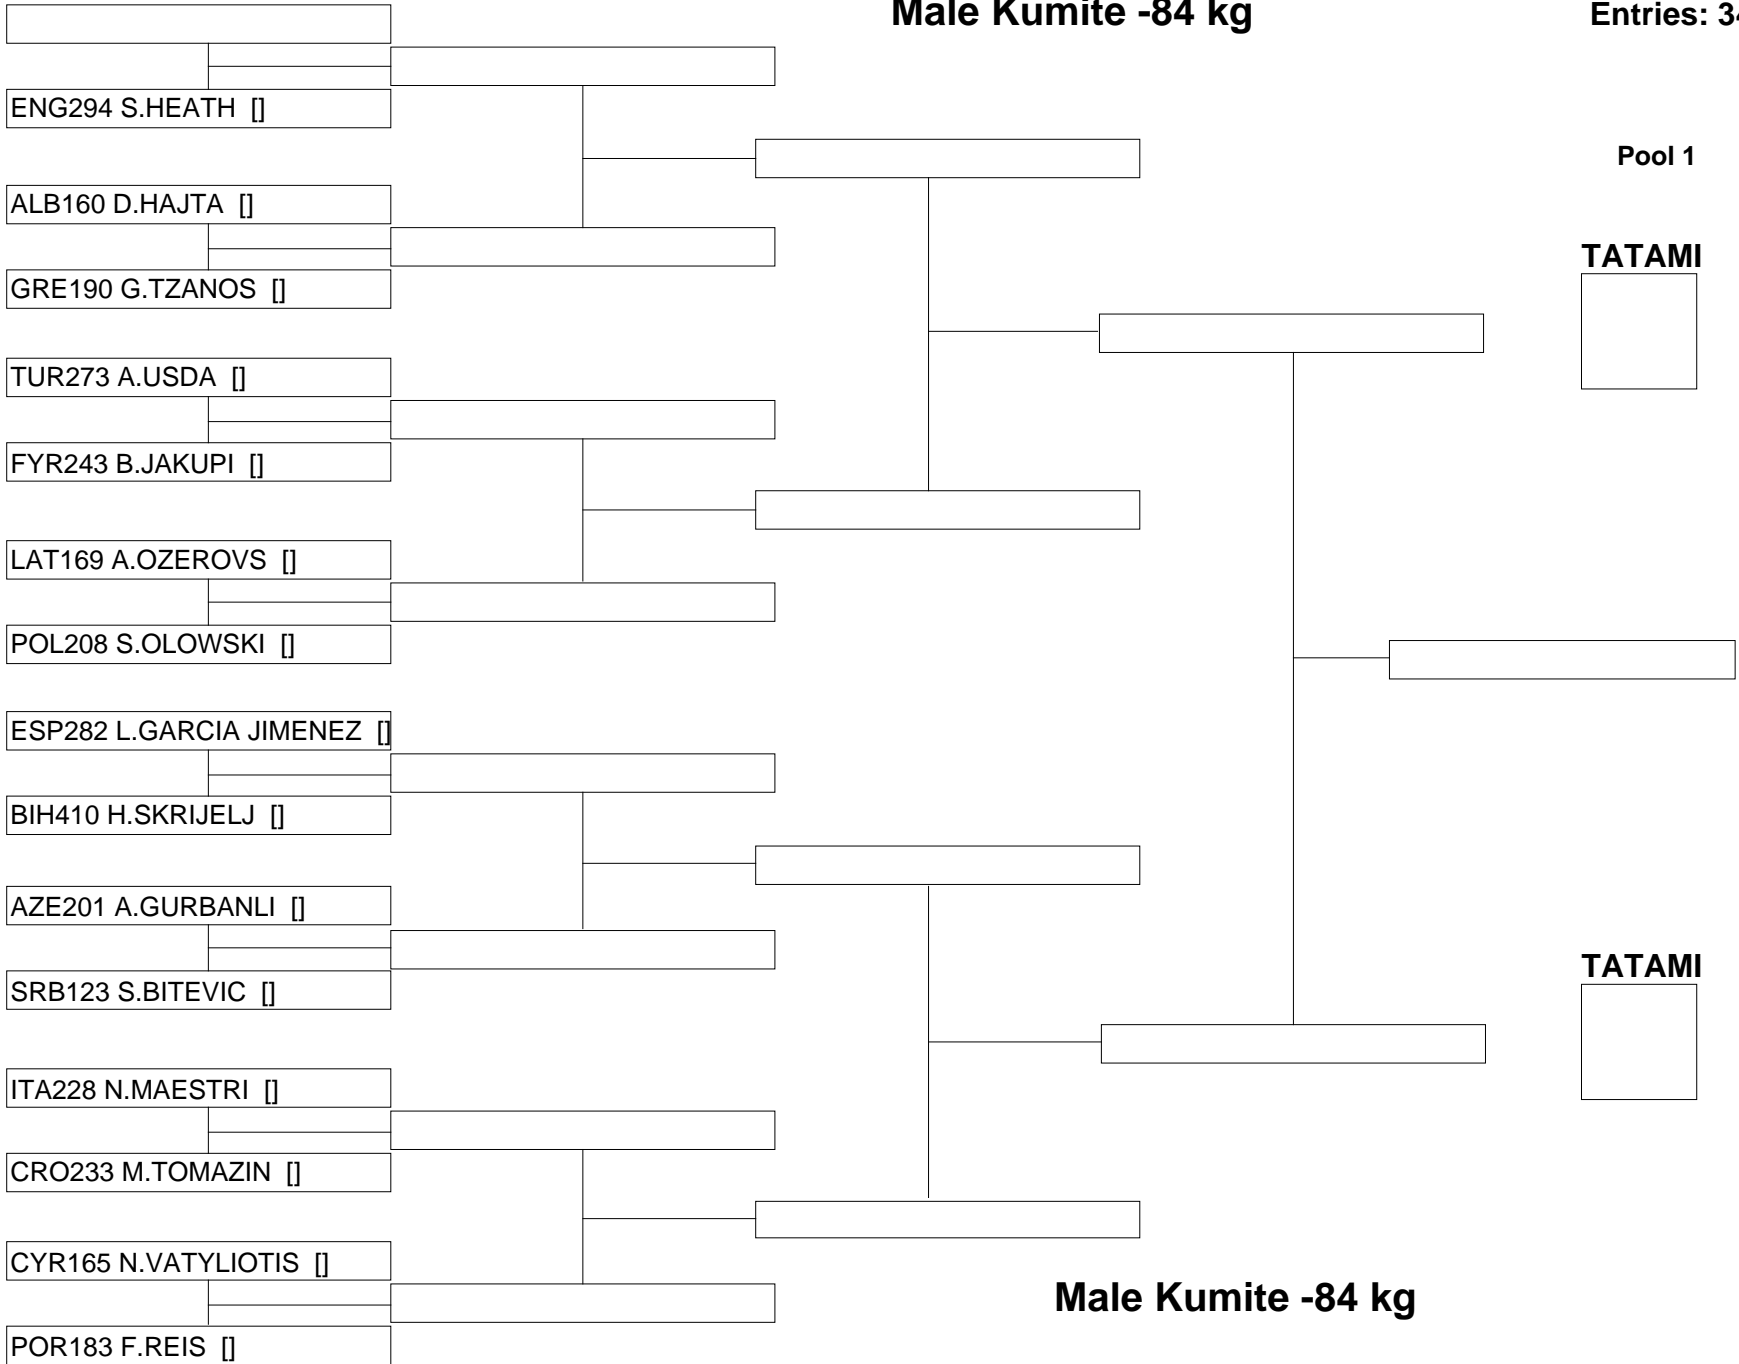 Male Kumite -84 kg
Entries: 34
ENG294 S.HEATH []
Pool 1
ALB160 D.HAJTA []
TATAMI
GRE190 G.TZANOS []
TUR273 A.USDA []
FYR243 B.JAKUPI []
LAT169 A.OZEROVS []
POL208 S.OLOWSKI []
ESP282 L.GARCIA JIMENEZ []
BIH410 H.SKRIJELJ []
AZE201 A.GURBANLI []
TATAMI
SRB123 S.BITEVIC []
ITA228 N.MAESTRI []
CRO233 M.TOMAZIN []
CYR165 N.VATYLIOTIS []
Male Kumite -84 kg
POR183 F.REIS []